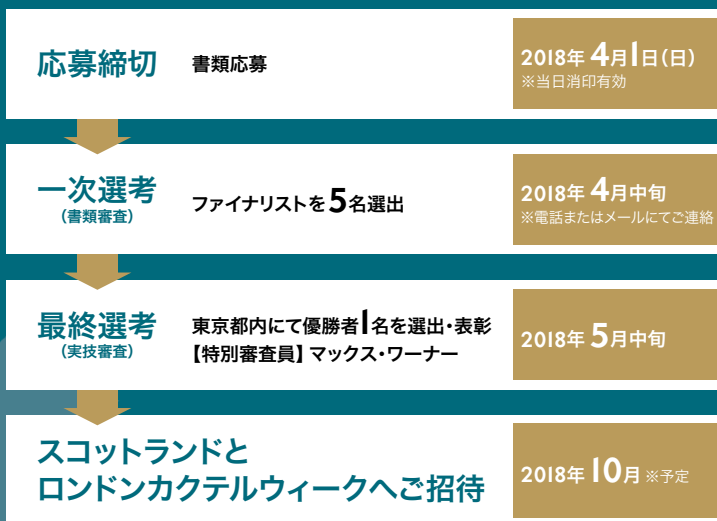 応募締切
書類応募
2018年 4月1日(日)
※当日消印有効
一次選考
(書類審査)
ファイナリストを5名選出
2018年 4月中旬
※電話またはメールにてご連絡
最終選考
(実技審査)
東京都内にて優勝者1名を選出・表彰
【特別審査員】マックス・ワーナー
2018年 5月中旬
スコットランドと
ロンドンカクテルウィークへご招待
2018年 10月 ※予定